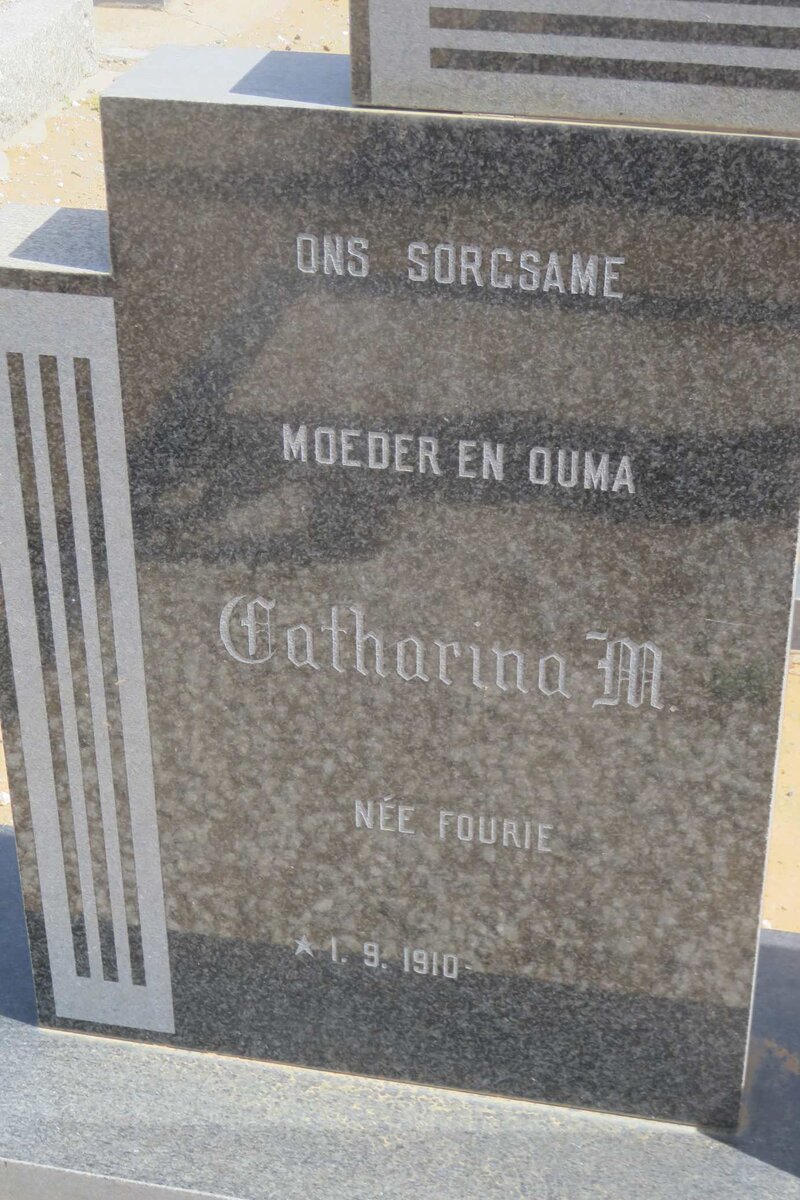 ONS SORGSAME
MOEDER EN OUMA
Catharina M.
NÉE FOURIE
★ 1. 9. 1910 -